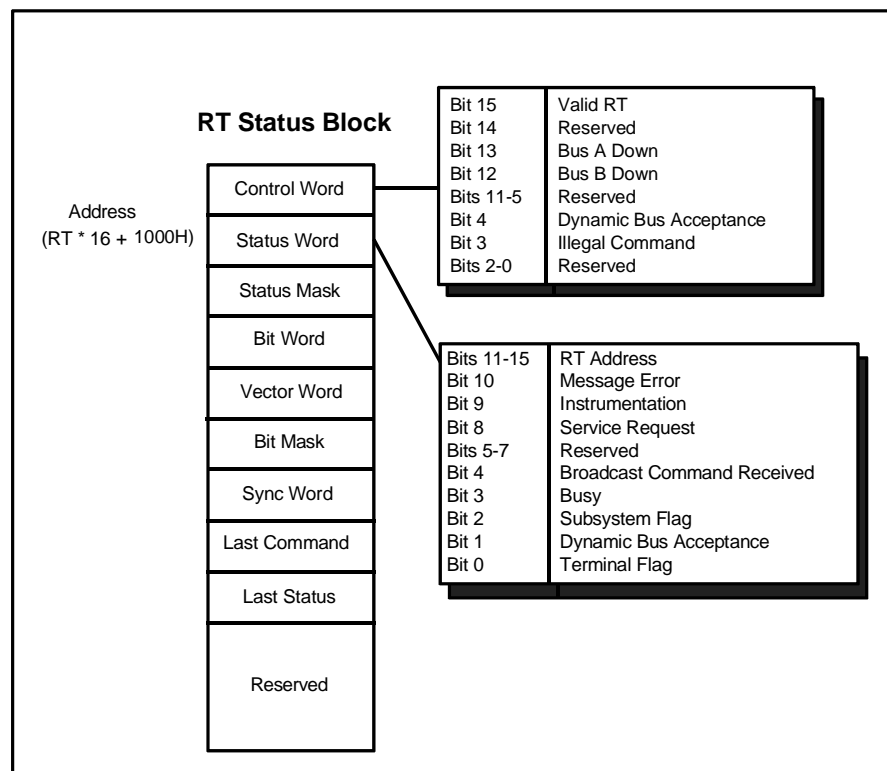 RT Status Block
Address
(RT * 16 + 1000H)
Control Word
Status Word
Status Mask
Bit Word
Vector Word
Bit Mask
Sync Word
Last Command
Last Status
Reserved
Bit 15 Valid RT
Bit 14 Reserved
Bit 13 Bus A Down
Bit 12 Bus B Down
Bits 11-5 Reserved
Bit 4 Dynamic Bus Acceptance
Bit 3 Illegal Command
Bits 2-0 Reserved
Bits 11-15 RT Address
Bit 10 Message Error
Bit 9 Instrumentation
Bit 8 Service Request
Bits 5-7 Reserved
Bit 4 Broadcast Command Received
Bit 3 Busy
Bit 2 Subsystem Flag
Bit 1 Dynamic Bus Acceptance
Bit 0 Terminal Flag